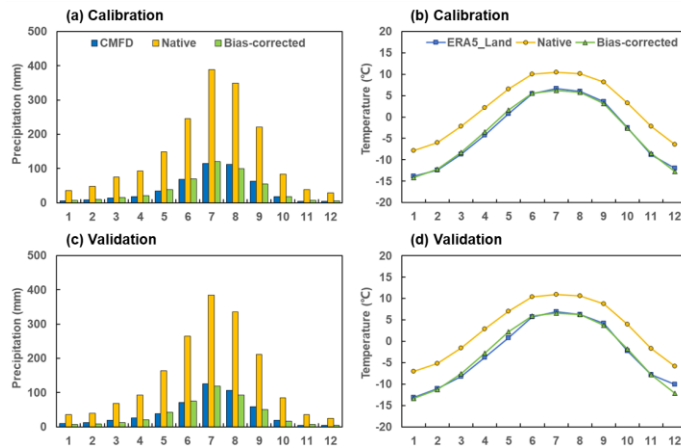 (a) Calibration
Precipitation (mm)
500
400
300
200
100
0
CMFD Native Bias-corrected
1 2 3 4 5 6 7 8 9 10 11 12
(b) Calibration
Temperature (℃)
20
15
10
5
0
-5
-10
-15
-20
ERA5_Land Native Bias-corrected
1 2 3 4 5 6 7 8 9 10 11 12
(c) Validation
Precipitation (mm)
500
400
300
200
100
0
1 2 3 4 5 6 7 8 9 10 11 12
(d) Validation
Temperature (℃)
20
15
10
5
0
-5
-10
-15
-20
1 2 3 4 5 6 7 8 9 10 11 12